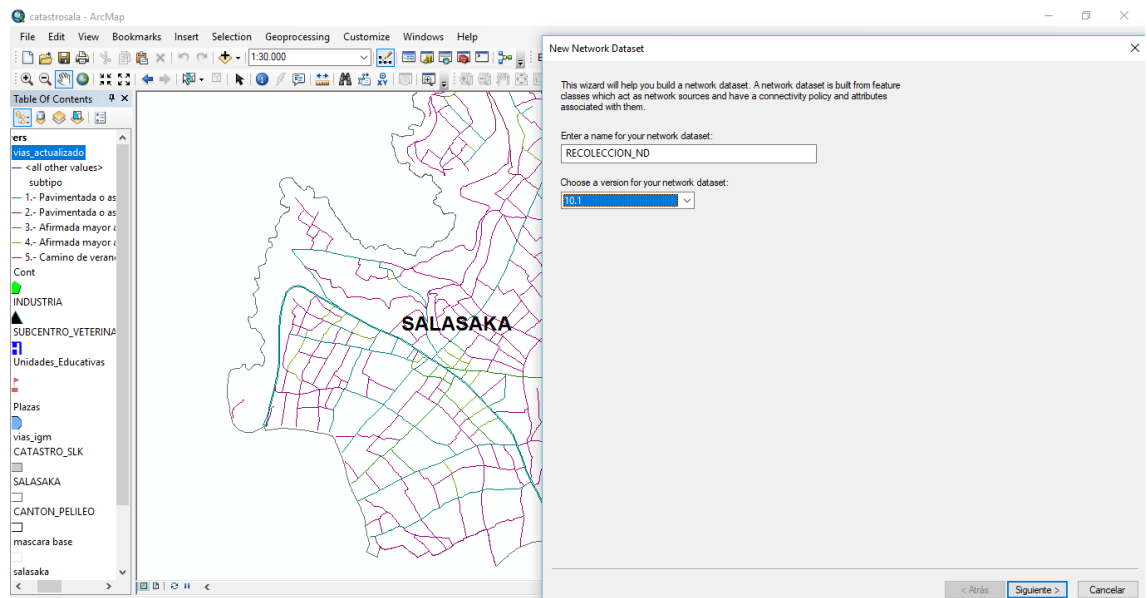 catastrosala - ArcMap
File Edit View Bookmarks Insert Selection Geoprocessing Customize Windows Help
1:30.000
Table Of Contents
ers
vias_actualizado
<all other values>
subtipo
1.- Pavimentada o as
2.- Pavimentada o as
3.- Afirmada mayor a
4.- Afirmada mayor a
5.- Camino de veran
Cont
INDUSTRIA
SUBCENTRO_VETERINA
Unidades_Educativas
Plazas
vias_igm
CATASTRO_SLK
SALASAKA
CANTON_PELILEO
mascara base
salasaka
SALASAKA
New Network Dataset
This wizard will help you build a network dataset. A network dataset is built from feature
classes which act as network sources and have a connectivity policy and attributes
associated with them.
Enter a name for your network dataset:
RECOLECCION_ND
Choose a version for your network dataset:
10.1
< Atrás
Siguiente >
Cancelar